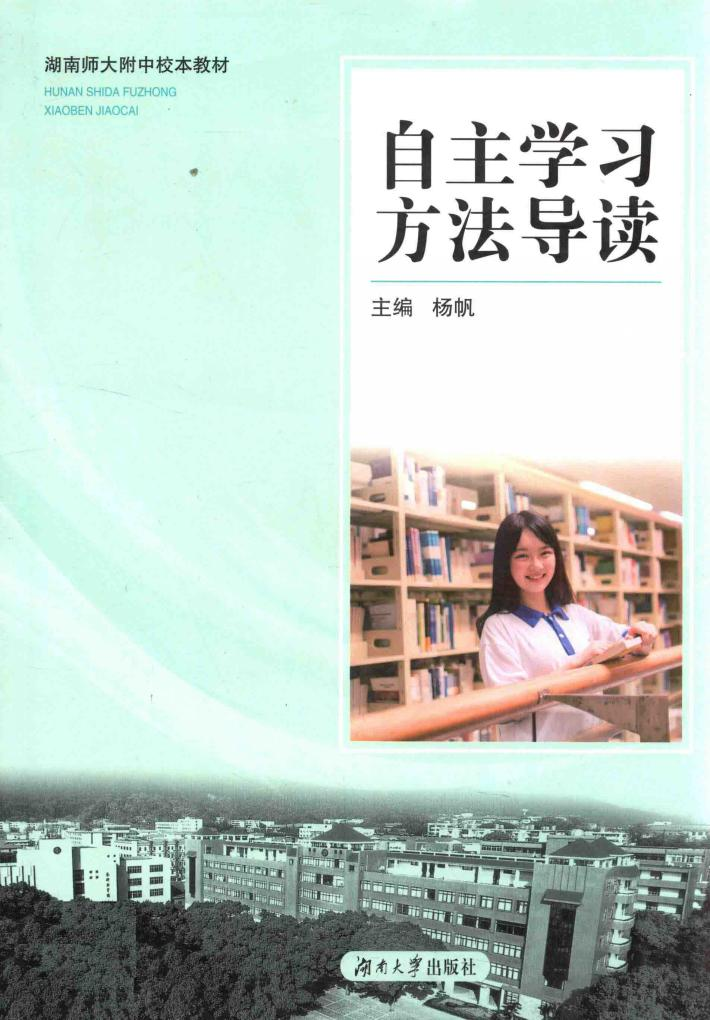 湖南师大附中校本教材
HUNAN SHIDA FUZHONG
XIAOBEN JIAOCAI
自主学习
方法导读
主编 杨帆
湖南大学出版社